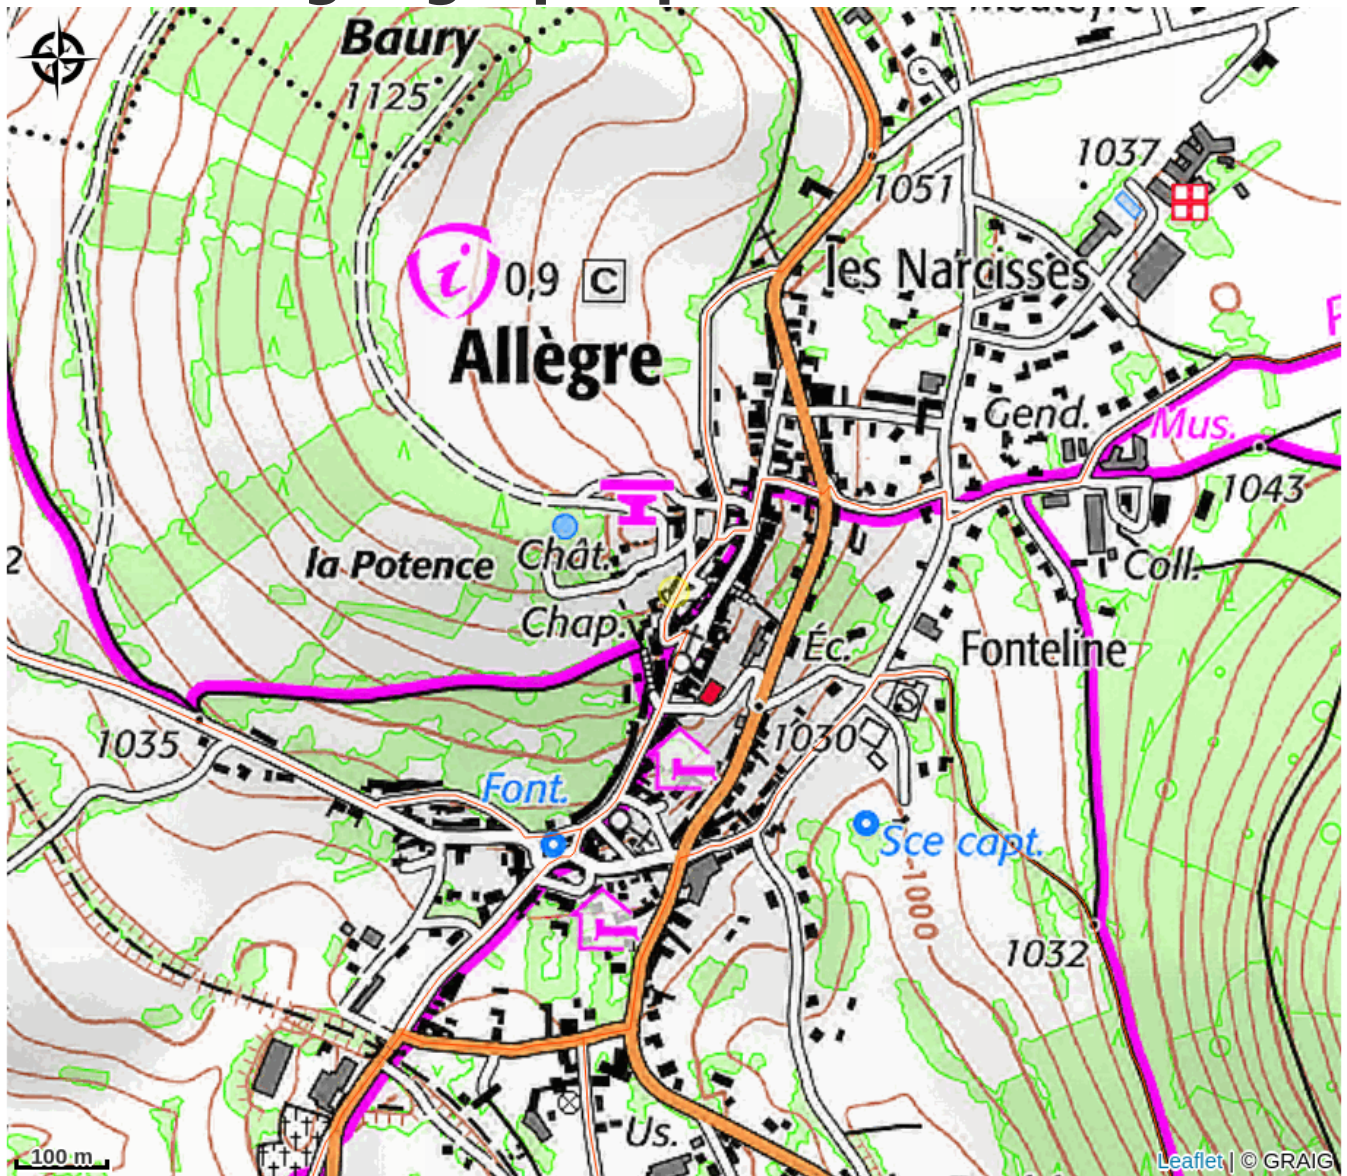 Baury
1125
1037
1051
les Narcisses
i
0,9
C
Allègre
Gend.
Mus.
1043
la Potence
Chât.
Coll.
Chap.
Éc.
Fonteline
1035
1030
Font.
Sce capt.
1000
1032
Us.
100 m
Leaflet | © GRAIG